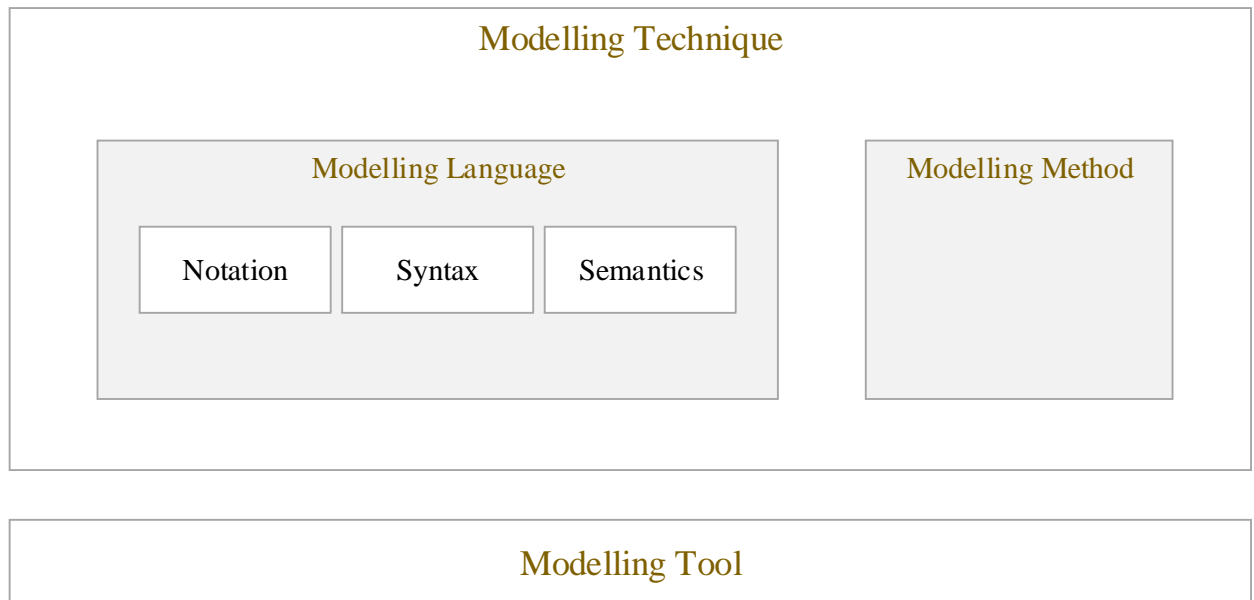 Modelling Technique
Modelling Language
Modelling Method
Notation
Syntax
Semantics
Modelling Tool